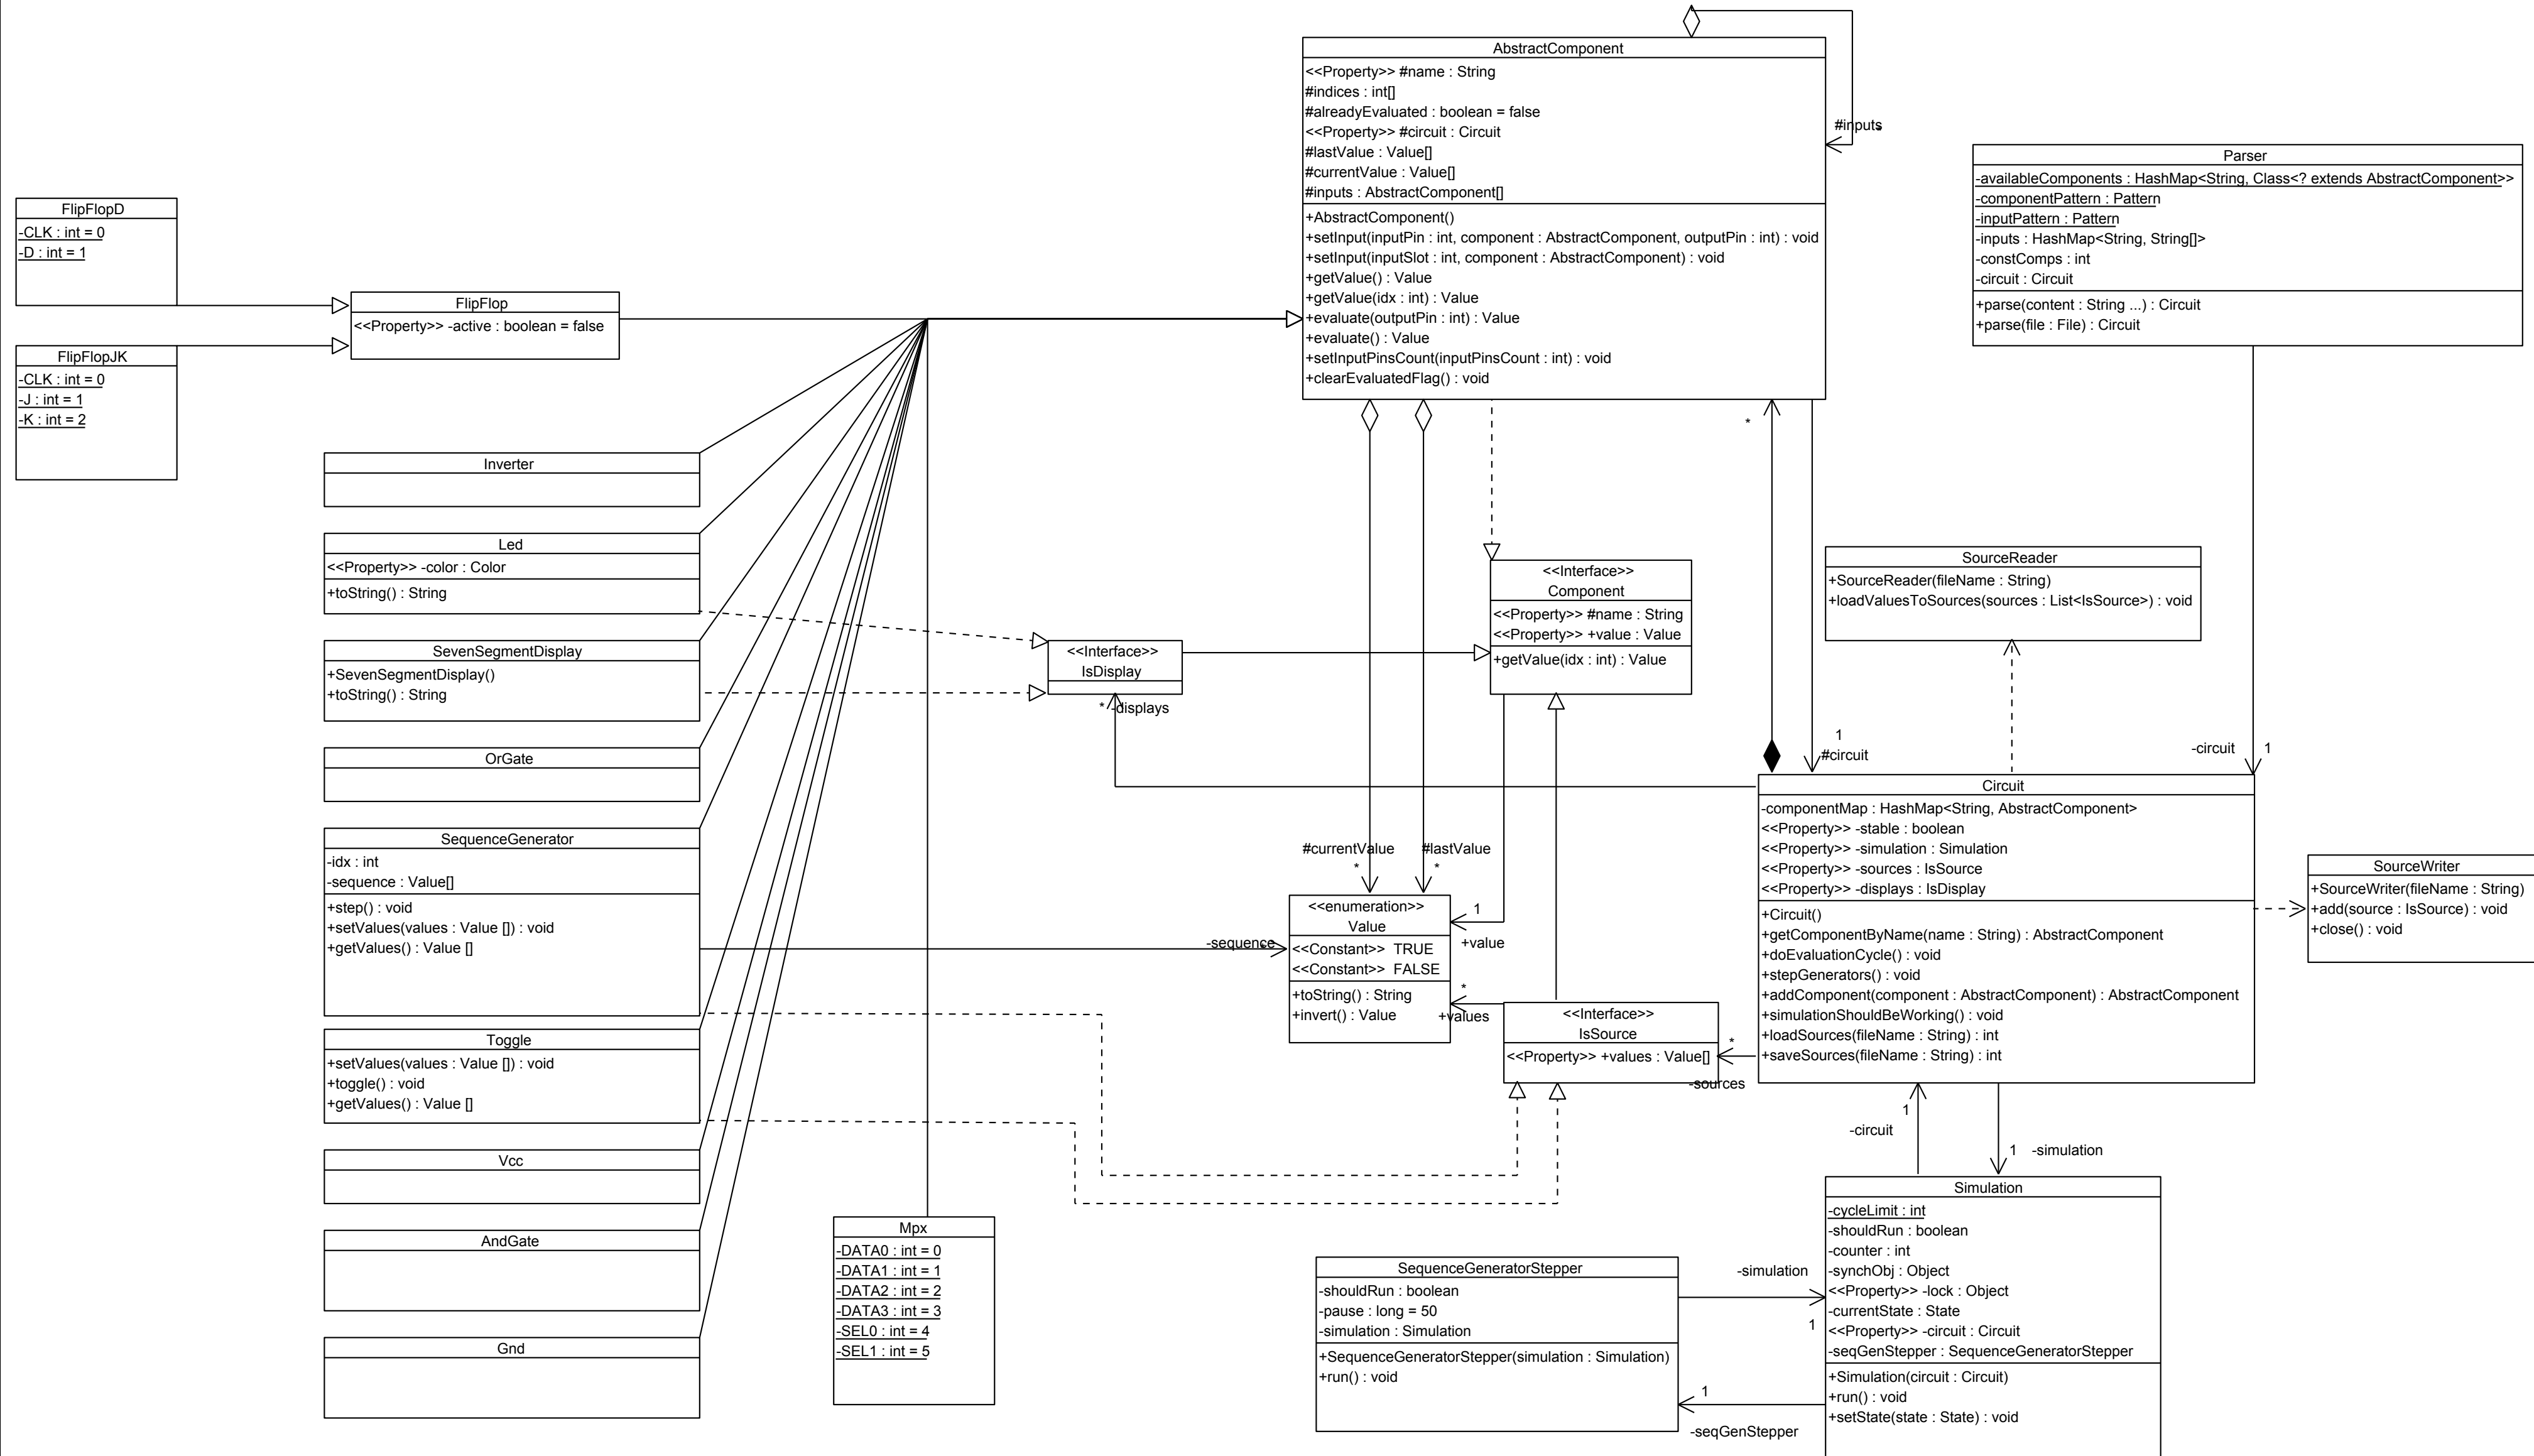 AbstractComponent
<<Property>> #name : String
#indices : int[]
#alreadyEvaluated : boolean = false
<<Property>> #circuit : Circuit
#lastValue : Value[]
#currentValue : Value[]
#inputs : AbstractComponent[]
+AbstractComponent()
+setInput(inputPin : int, component : AbstractComponent, outputPin : int) : void
+setInput(inputSlot : int, component : AbstractComponent) : void
+getValue() : Value
+getValue(idx : int) : Value
+evaluate(outputPin : int) : Value
+evaluate() : Value
+setInputPinsCount(inputPinsCount : int) : void
+clearEvaluatedFlag() : void
#inputs
*
Parser
-availableComponents : HashMap<String, Class<? extends AbstractComponent>>
-componentPattern : Pattern
-inputPattern : Pattern
-inputs : HashMap<String, String[]>
-constComps : int
-circuit : Circuit
+parse(content : String ...) : Circuit
+parse(file : File) : Circuit
FlipFlopD
-CLK : int = 0
-D : int = 1
FlipFlop
<<Property>> -active : boolean = false
FlipFlopJK
-CLK : int = 0
-J : int = 1
-K : int = 2
Inverter
Led
<<Property>> -color : Color
+toString() : String
SevenSegmentDisplay
+SevenSegmentDisplay()
+toString() : String
OrGate
SequenceGenerator
-idx : int
-sequence : Value[]
+step() : void
+setValues(values : Value []) : void
+getValues() : Value []
Toggle
+setValues(values : Value []) : void
+toggle() : void
+getValues() : Value []
Vcc
AndGate
Gnd
Mpx
-DATA0 : int = 0
-DATA1 : int = 1
-DATA2 : int = 2
-DATA3 : int = 3
-SEL0 : int = 4
-SEL1 : int = 5
<<Interface>>
IsDisplay
* -displays
<<Interface>>
Component
<<Property>> #name : String
<<Property>> +value : Value
+getValue(idx : int) : Value
*
1
#circuit
SourceReader
+SourceReader(fileName : String)
+loadValuesToSources(sources : List<IsSource>) : void
-circuit
1
Circuit
-componentMap : HashMap<String, AbstractComponent>
<<Property>> -stable : boolean
<<Property>> -simulation : Simulation
<<Property>> -sources : IsSource
<<Property>> -displays : IsDisplay
+Circuit()
+getComponentByName(name : String) : AbstractComponent
+doEvaluationCycle() : void
+stepGenerators() : void
+addComponent(component : AbstractComponent) : AbstractComponent
+simulationShouldBeWorking() : void
+loadSources(fileName : String) : int
+saveSources(fileName : String) : int
SourceWriter
+SourceWriter(fileName : String)
+add(source : IsSource) : void
+close() : void
#currentValue
*
#lastValue
*
<<enumeration>>
Value
<<Constant>> TRUE
<<Constant>> FALSE
+toString() : String
+invert() : Value
-sequence
*
1
+value
*
+values
<<Interface>>
IsSource
<<Property>> +values : Value[]
*
-sources
1
-circuit
1
-simulation
Simulation
-cycleLimit : int
-shouldRun : boolean
-counter : int
-synchObj : Object
<<Property>> -lock : Object
-currentState : State
<<Property>> -circuit : Circuit
-seqGenStepper : SequenceGeneratorStepper
+Simulation(circuit : Circuit)
+run() : void
+setState(state : State) : void
SequenceGeneratorStepper
-shouldRun : boolean
-pause : long = 50
-simulation : Simulation
+SequenceGeneratorStepper(simulation : Simulation)
+run() : void
-simulation
1
1
-seqGenStepper